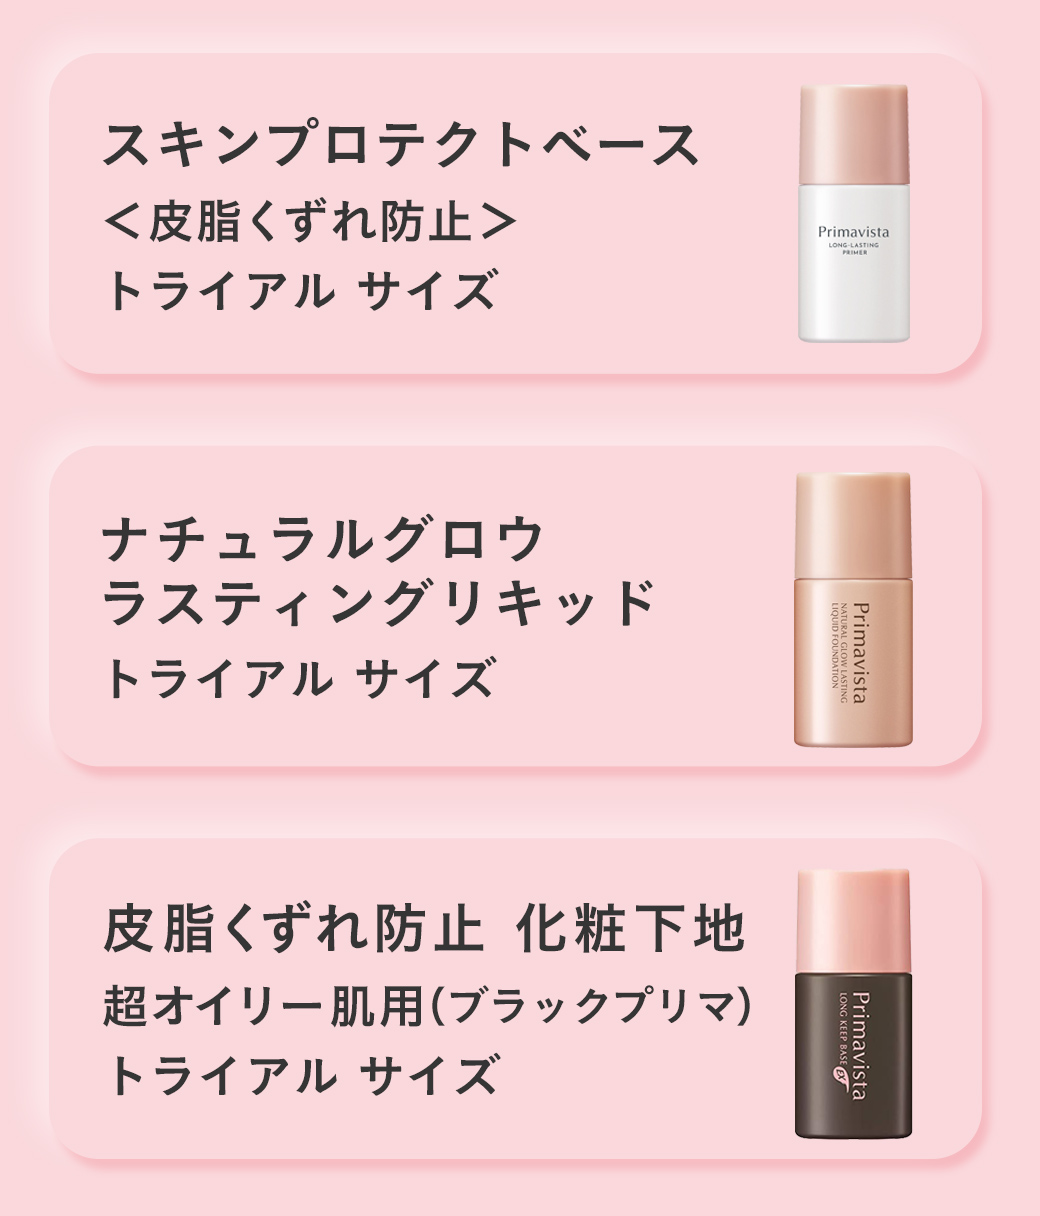 スキンプロテクトベース
＜皮脂くずれ防止＞
トライアル サイズ
Primavista
LONG-LASTING
PRIMER
ナチュラルグロウ
ラスティングリキッド
トライアル サイズ
Primavista
NATURAL GLOW LASTING
LIQUID FOUNDATION
皮脂くずれ防止 化粧下地
超オイリー肌用(ブラックプリマ)
トライアル サイズ
Primavista
LONG KEEP BASE EX